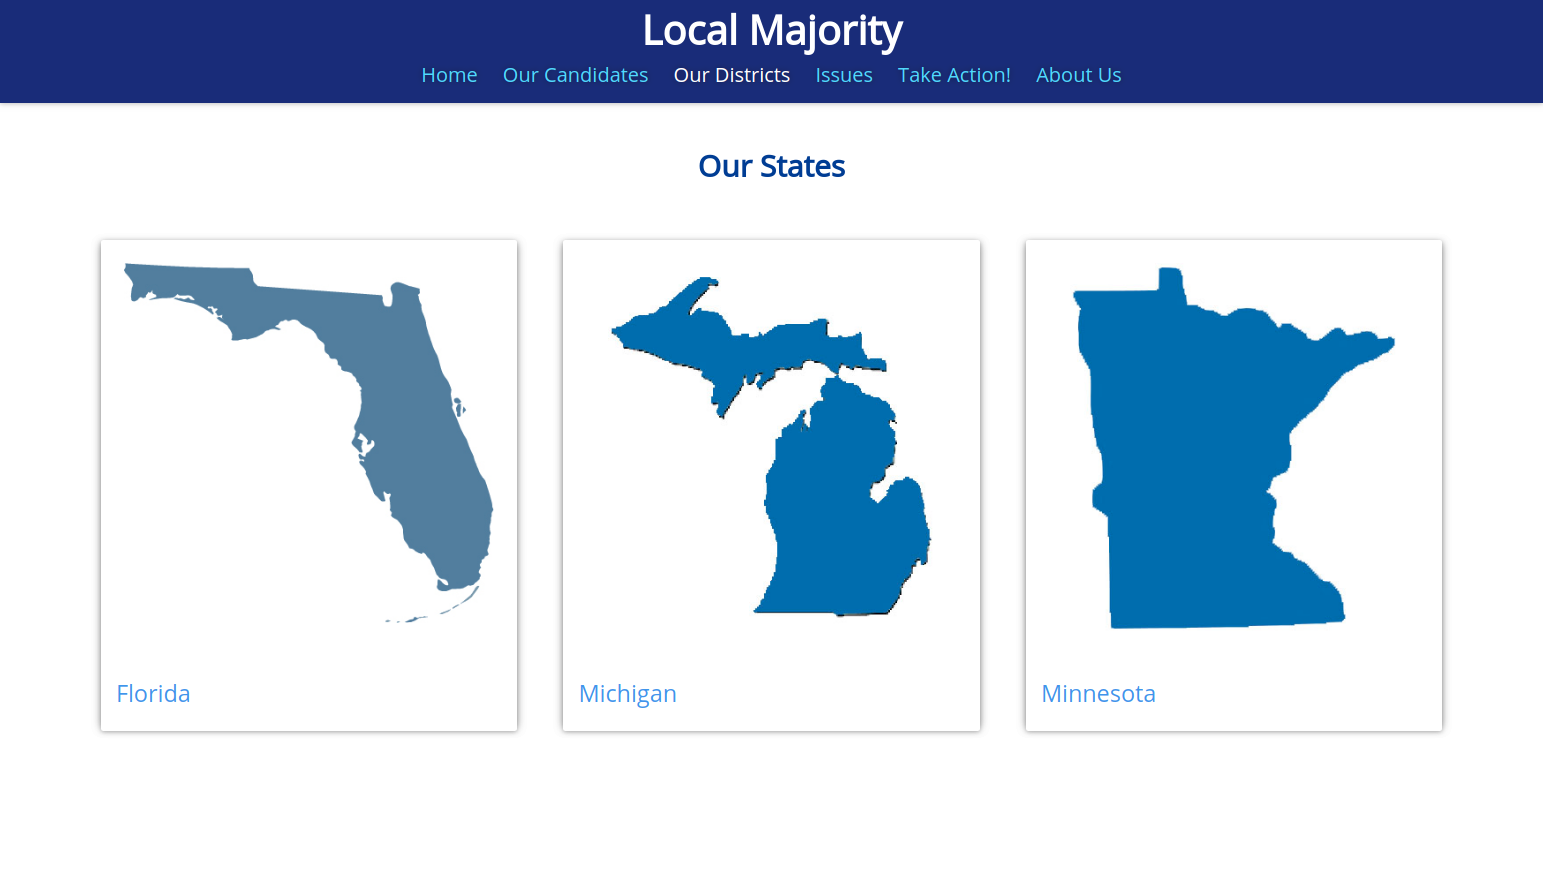 Local Majority
Home Our Candidates Our Districts Issues Take Action! About Us
Our States
Florida Michigan Minnesota